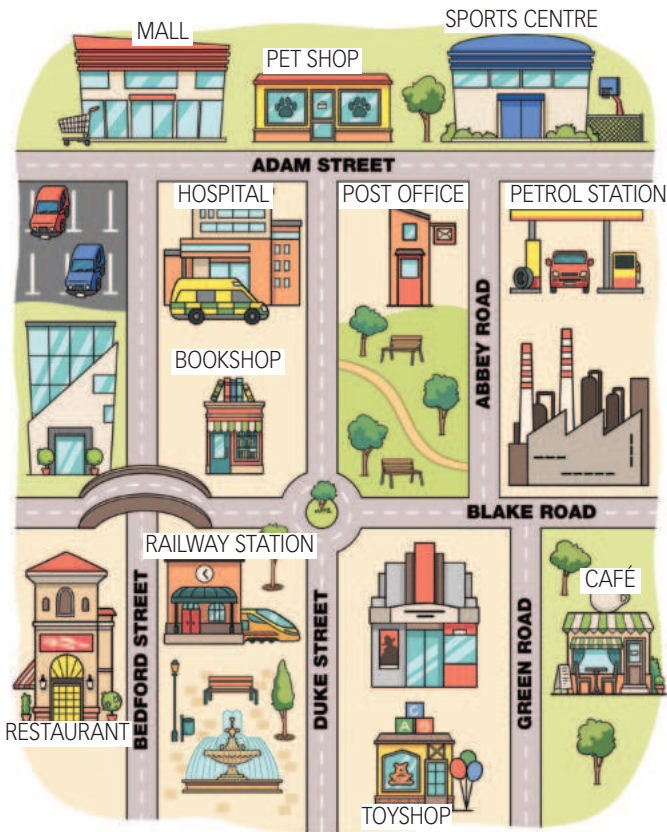 MALL
PET SHOP
SPORTS CENTRE
ADAM STREET
HOSPITAL
POST OFFICE
PETROL STATION
ABBEY ROAD
BOOKSHOP
BLAKE ROAD
RAILWAY STATION
CAFÉ
BEDFORD STREET
DUKE STREET
GREEN ROAD
RESTAURANT
C
A
B
TOYSHOP